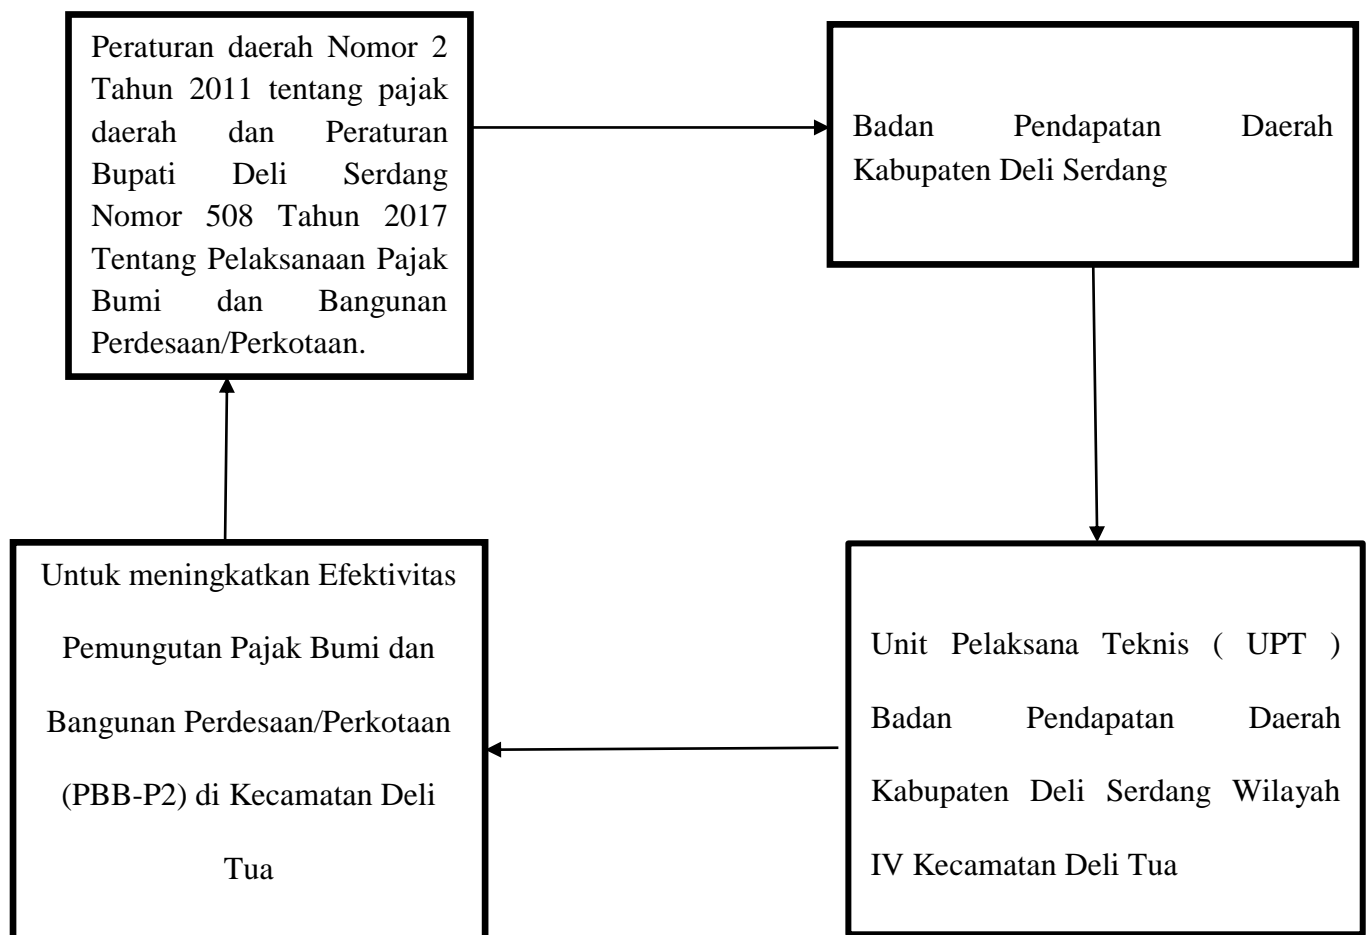 Peraturan daerah Nomor 2
Tahun 2011 tentang pajak
daerah dan Peraturan
Bupati Deli Serdang
Nomor 508 Tahun 2017
Tentang Pelaksanaan Pajak
Bumi dan Bangunan
Perdesaan/Perkotaan.
Badan Pendapatan Daerah
Kabupaten Deli Serdang
Untuk meningkatkan Efektivitas
Pemungutan Pajak Bumi dan
Bangunan Perdesaan/Perkotaan
(PBB-P2) di Kecamatan Deli
Tua
Unit Pelaksana Teknis ( UPT )
Badan Pendapatan Daerah
Kabupaten Deli Serdang Wilayah
IV Kecamatan Deli Tua